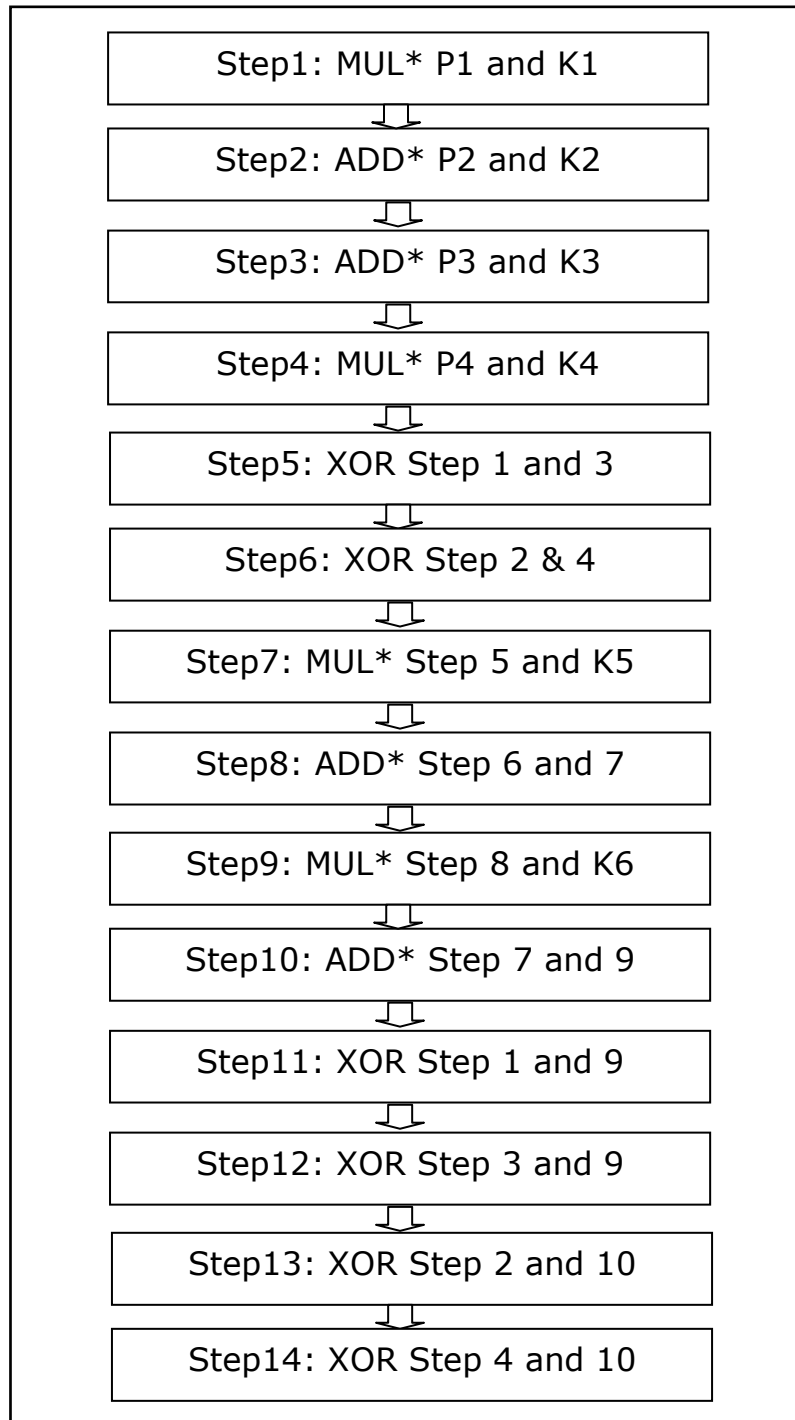 Step1: MUL* P1 and K1
Step2: ADD* P2 and K2
Step3: ADD* P3 and K3
Step4: MUL* P4 and K4
Step5: XOR Step 1 and 3
Step6: XOR Step 2 & 4
Step7: MUL* Step 5 and K5
Step8: ADD* Step 6 and 7
Step9: MUL* Step 8 and K6
Step10: ADD* Step 7 and 9
Step11: XOR Step 1 and 9
Step12: XOR Step 3 and 9
Step13: XOR Step 2 and 10
Step14: XOR Step 4 and 10